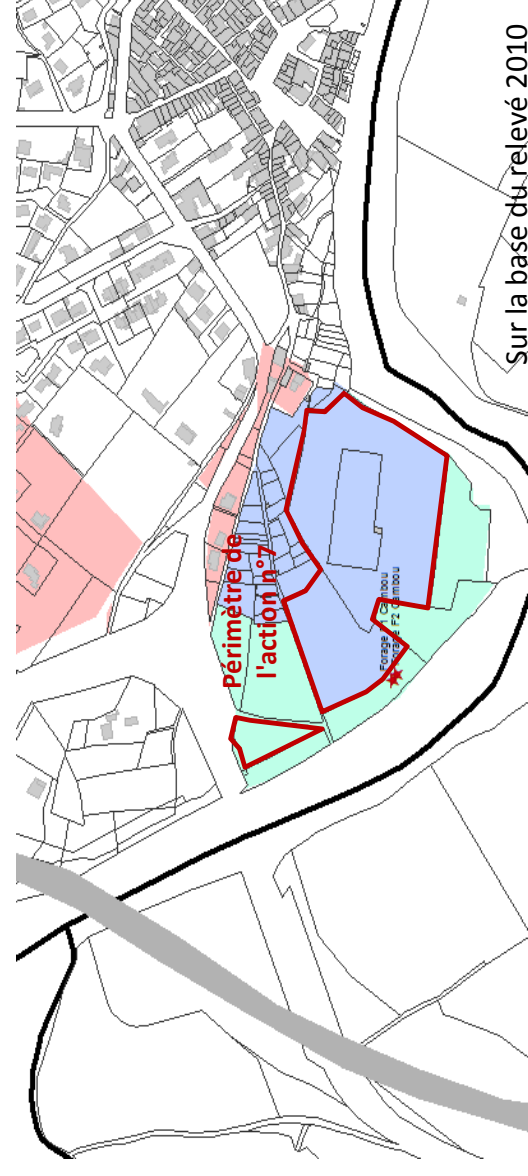 Périmètre de
l'action n°7
Forage F1 Cambou
Forage F2 Cambou
Sur la base du relevé 2010